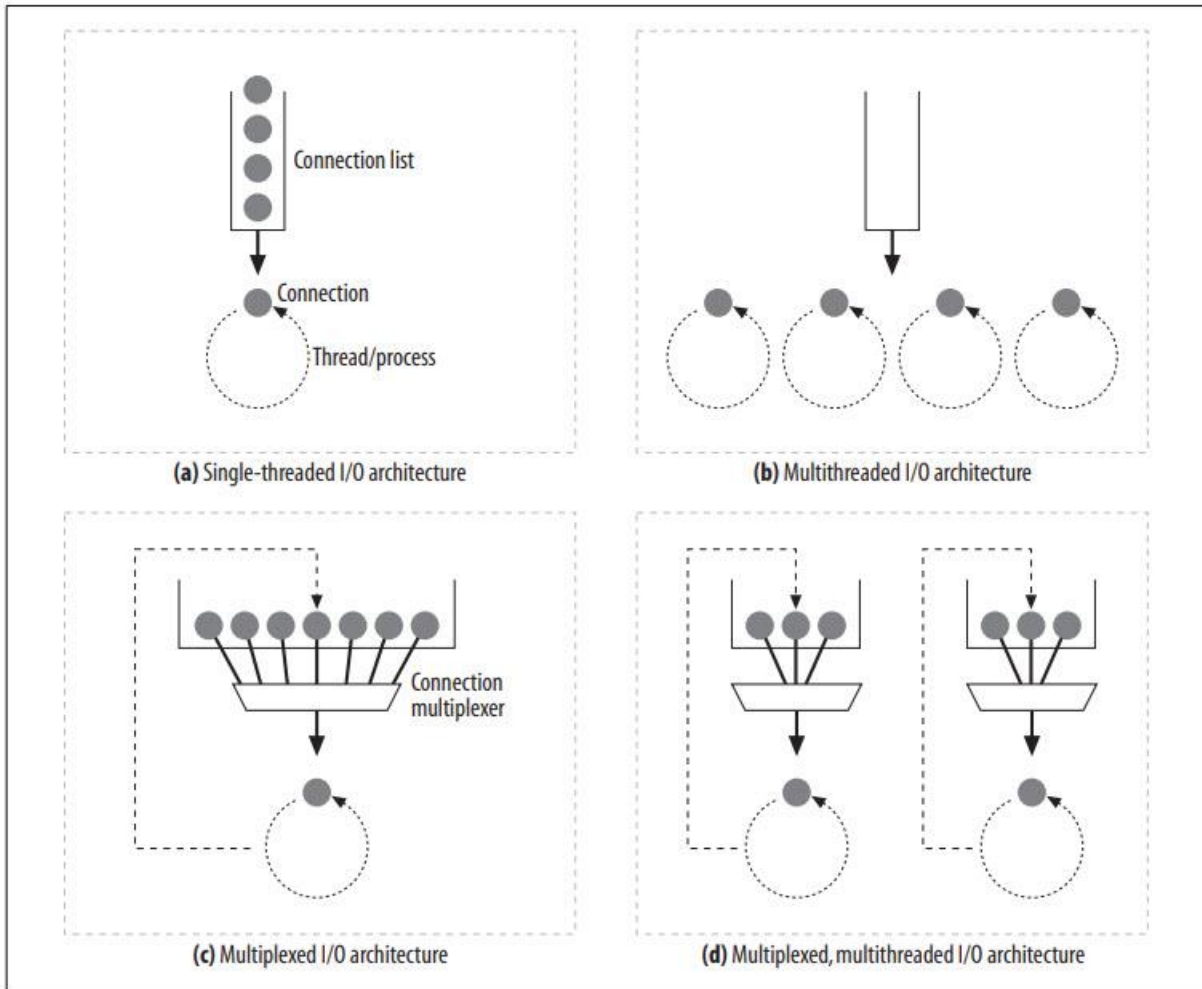 Connection list
Connection
Thread/process
(a) Single-threaded I/O architecture
(b) Multithreaded I/O architecture
Connection
multiplexer
(c) Multiplexed I/O architecture
(d) Multiplexed, multithreaded I/O architecture